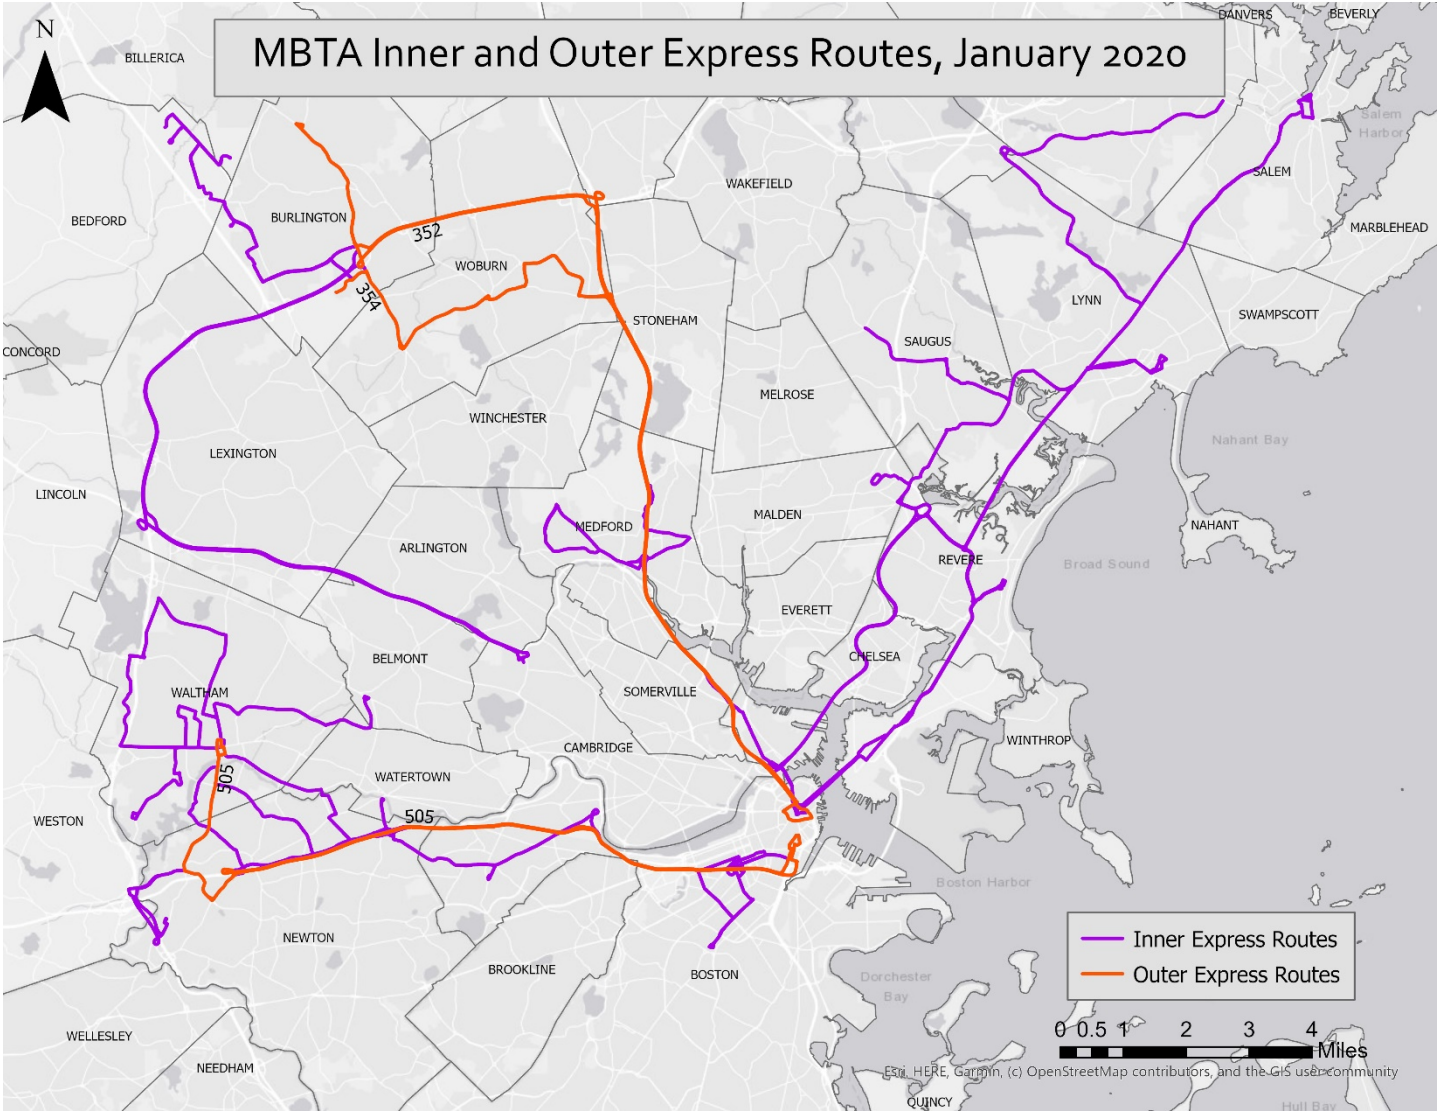 DANVERS
BEVERLY
N
MBTA Inner and Outer Express Routes, January 2020
BILLERICA
Salem
Harbor
SALEM
WAKEFIELD
BEDFORD
BURLINGTON
MARBLEHEAD
352
WOBURN
354
LYNN
SWAMPSCOTT
STONEHAM
SAUGUS
CONCORD
MELROSE
WINCHESTER
Nahant Bay
LEXINGTON
LINCOLN
MALDEN
MEDFORD
NAHANT
ARLINGTON
REVERE
Broad Sound
EVERETT
BELMONT
CHELSEA
WALTHAM
SOMERVILLE
WINTHROP
CAMBRIDGE
WATERTOWN
505
505
WESTON
Boston Harbor
NEWTON
BROOKLINE
BOSTON
Dorchester
Bay
Inner Express Routes
Outer Express Routes
WELLESLEY
0 0.5 1 2 3 4
Miles
NEEDHAM
Esri, HERE, Garmin, (c) OpenStreetMap contributors, and the GIS user community
QUINCY
Hull Bay